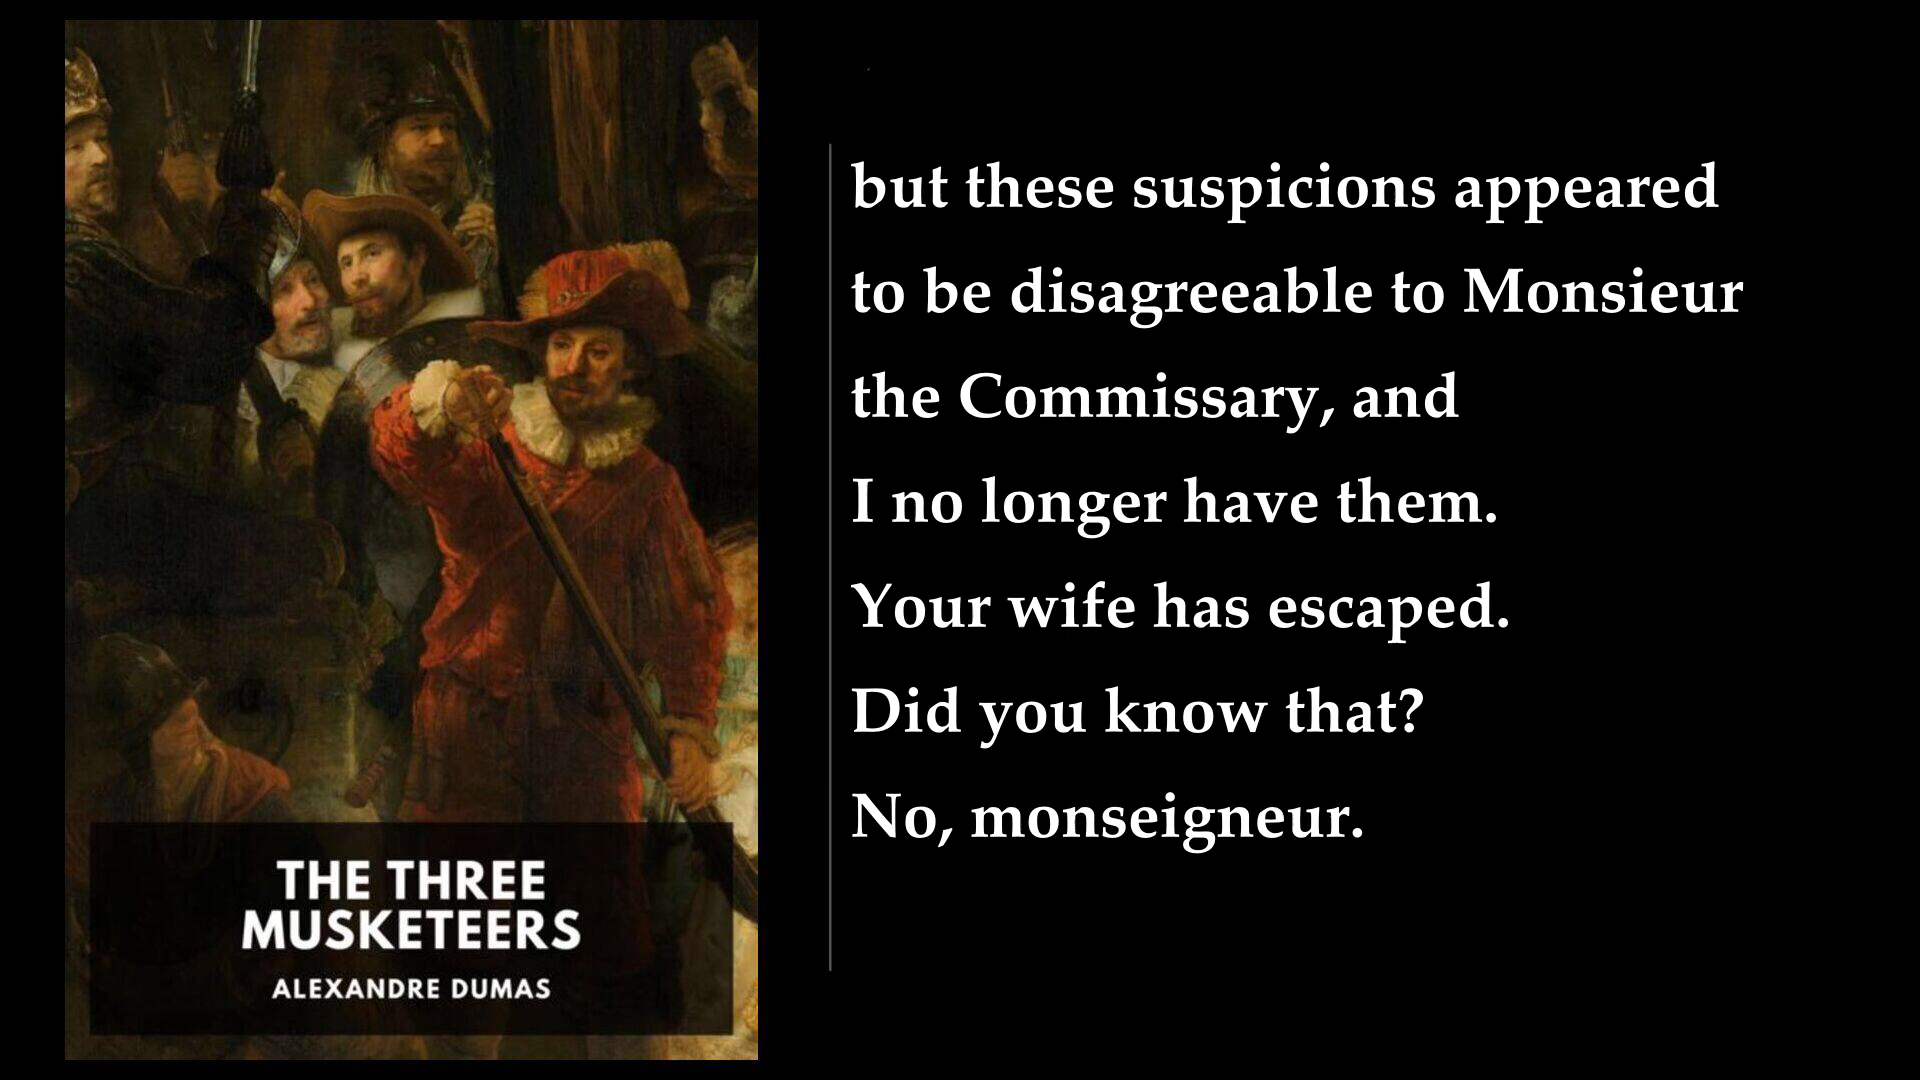 THE THREE
MUSKETEERS
ALEXANDRE DUMAS
but these suspicions appeared
to be disagreeable to Monsieur
the Commissary, and
I no longer have them.
Your wife has escaped.
Did you know that?
No, monseigneur.